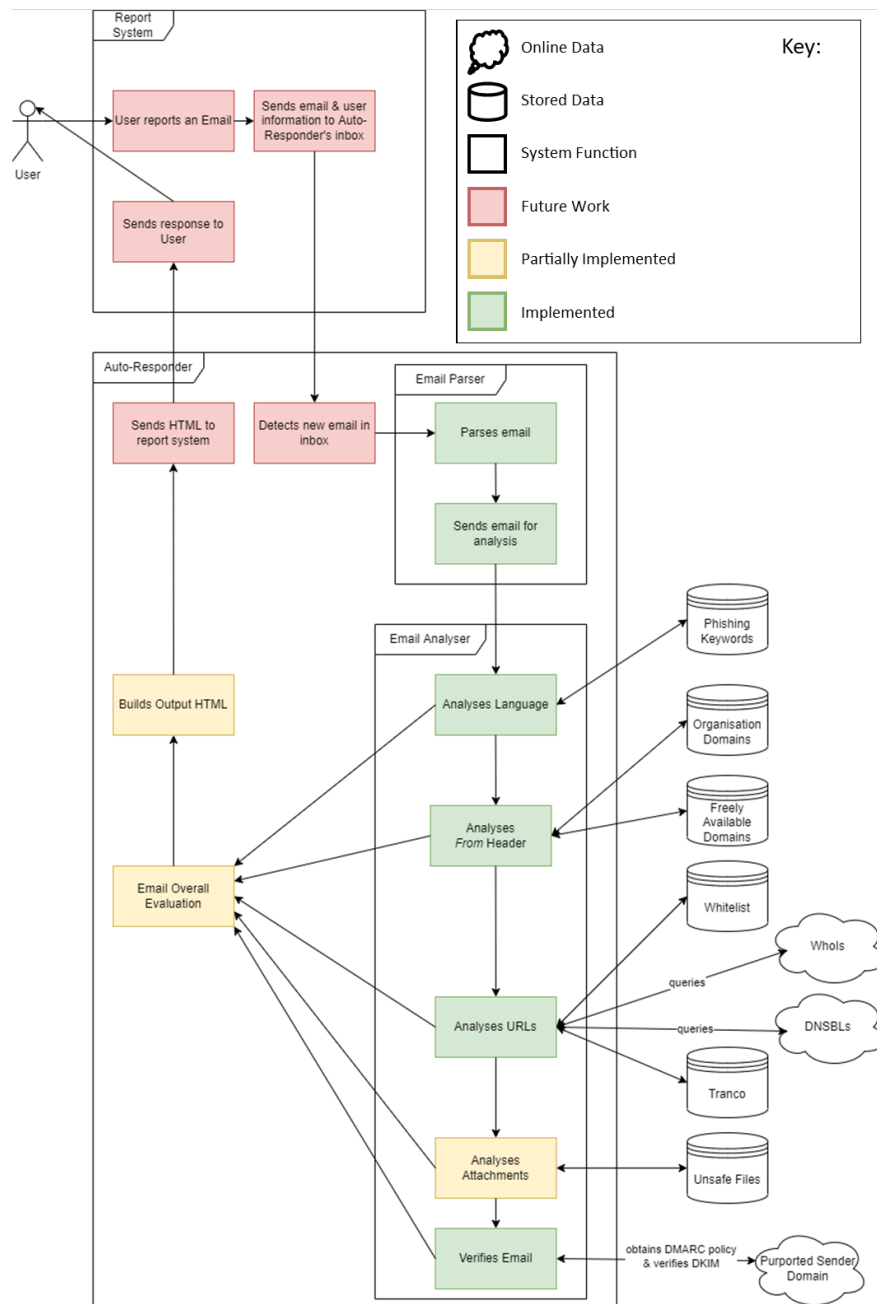 Report
System
Key:
Online Data
Stored Data
System Function
Future Work
Partially Implemented
Implemented
User
User reports an Email
Sends email & user
information to Auto-
Responder's inbox
Sends response to
User
Auto-Responder
Sends HTML to
report system
Detects new email in
inbox
Email Parser
Parses email
Sends email for
analysis
Email Analyser
Analyses Language
Phishing
Keywords
Builds Output HTML
Organisation
Domains
Analyses
From Header
Freely
Available
Domains
Email Overall
Evaluation
Whitelist
WhoIs
queries
Analyses URLs
queries
DNSBLs
Tranco
Analyses
Attachments
Unsafe Files
Verifies Email
obtains DMARC policy
& verifies DKIM
Purported Sender
Domain